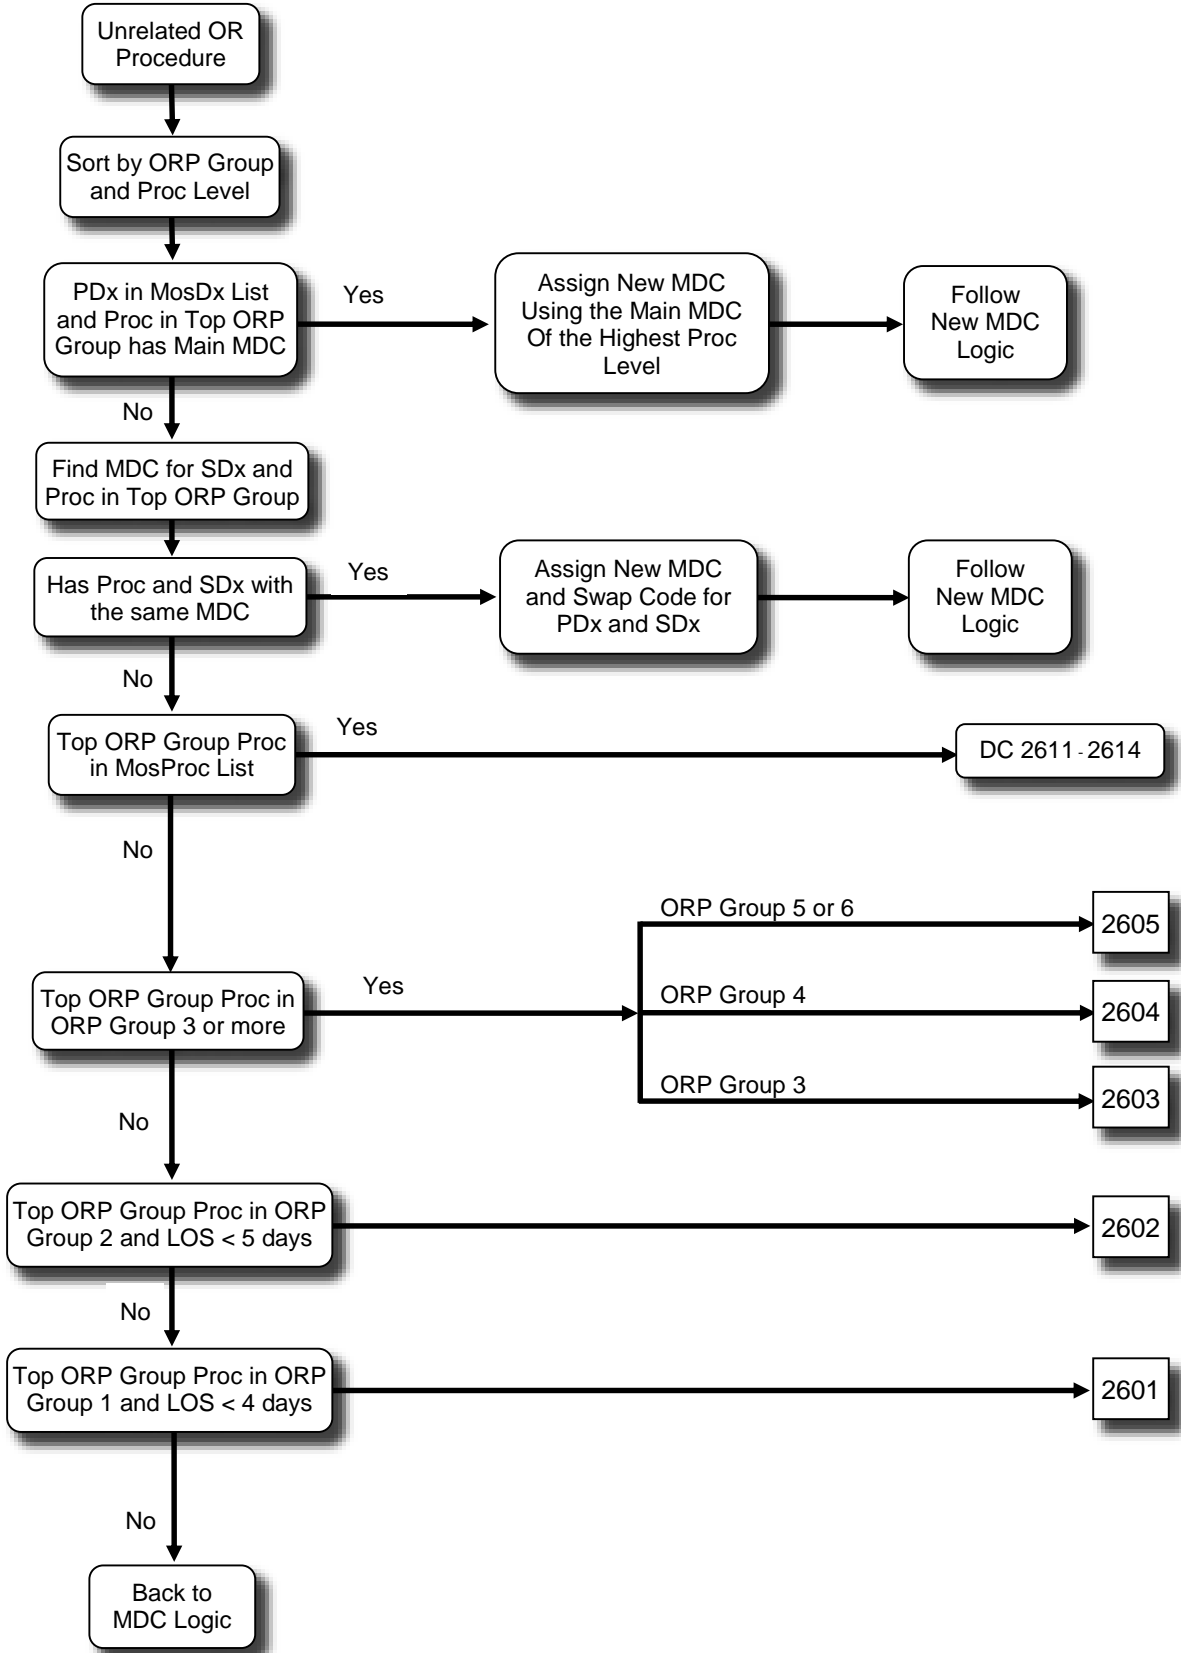 Unrelated OR
Procedure
Sort by ORP Group
and Proc Level
PDx in MosDx List
and Proc in Top ORP
Group has Main MDC
Yes
Assign New MDC
Using the Main MDC
Of the Highest Proc
Level
Follow
New MDC
Logic
No
Find MDC for SDx and
Proc in Top ORP Group
Has Proc and SDx with
the same MDC
Yes
Assign New MDC
and Swap Code for
PDx and SDx
Follow
New MDC
Logic
No
Top ORP Group Proc
in MosProc List
Yes
DC 2611 - 2614
No
Top ORP Group Proc in
ORP Group 3 or more
Yes
ORP Group 5 or 6
2605
ORP Group 4
2604
ORP Group 3
2603
No
Top ORP Group Proc in ORP
Group 2 and LOS < 5 days
2602
No
Top ORP Group Proc in ORP
Group 1 and LOS < 4 days
2601
No
Back to
MDC Logic